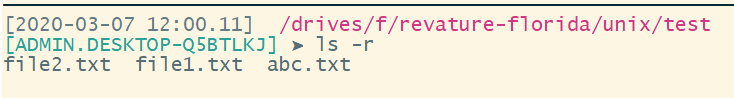 [2020-03-07 12:00.11] /drives/f/revature-florida/unix/test
[ADMIN.DESKTOP-Q5BTLKJ] ➤ ls -r
file2.txt file1.txt abc.txt